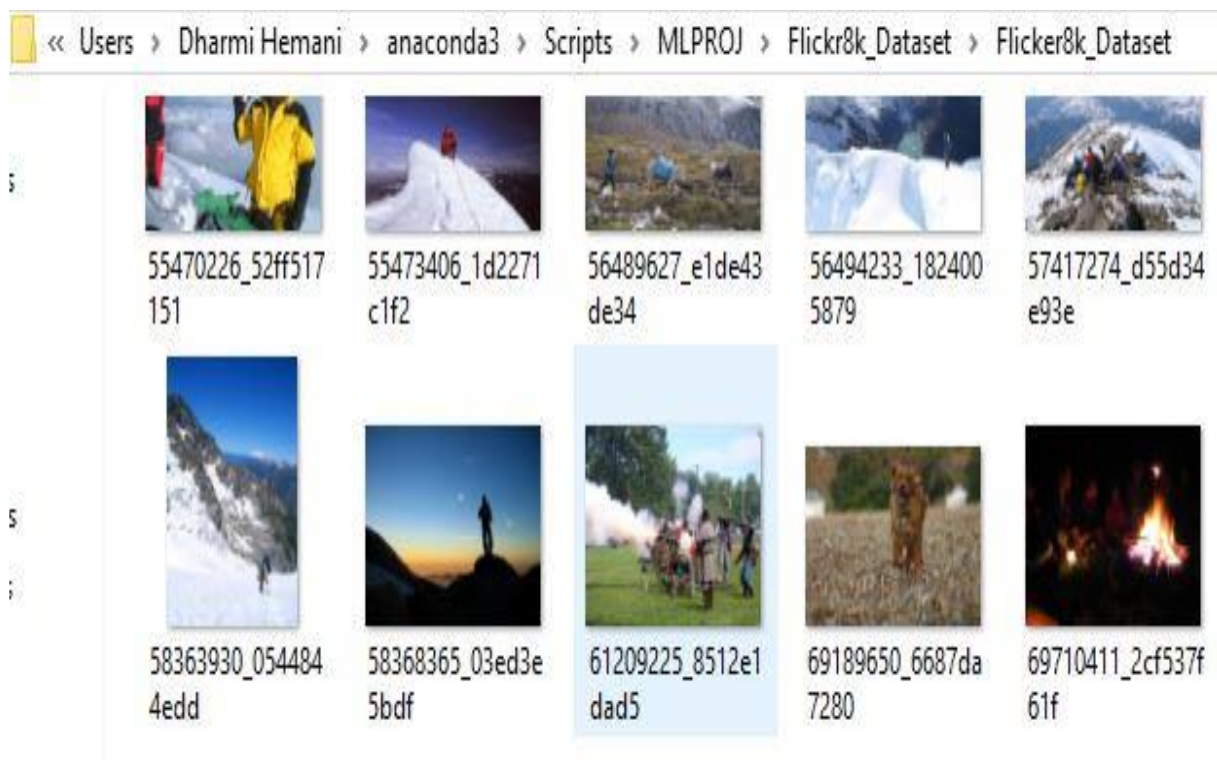 « Users > Dharmi Hemani > anaconda3 > Scripts > MLPROJ > Flickr8k_Dataset > Flicker8k_Dataset
55470226_52ff517
151
55473406_1d2271
c1f2
56489627_e1de43
de34
56494233_182400
5879
57417274_d55d34
e93e
58363930_054484
4edd
58368365_03ed3e
5bdf
61209225_8512e1
dad5
69189650_6687da
7280
69710411_2cf537f
61f